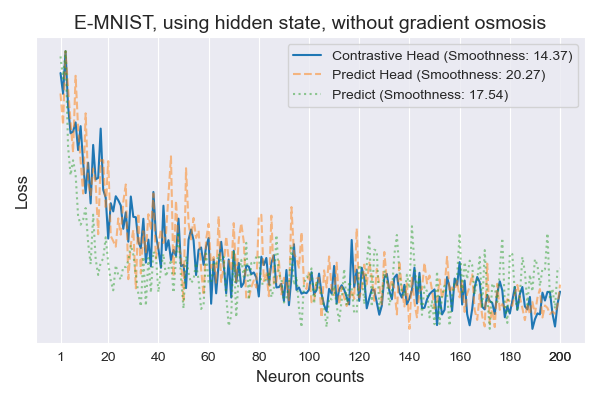 E-MNIST, using hidden state, without gradient osmosis
Contrastive Head (Smoothness: 14.37)
Predict Head (Smoothness: 20.27)
Predict (Smoothness: 17.54)
Loss
1 20 40 60 80 100 120 140 160 180 200
Neuron counts